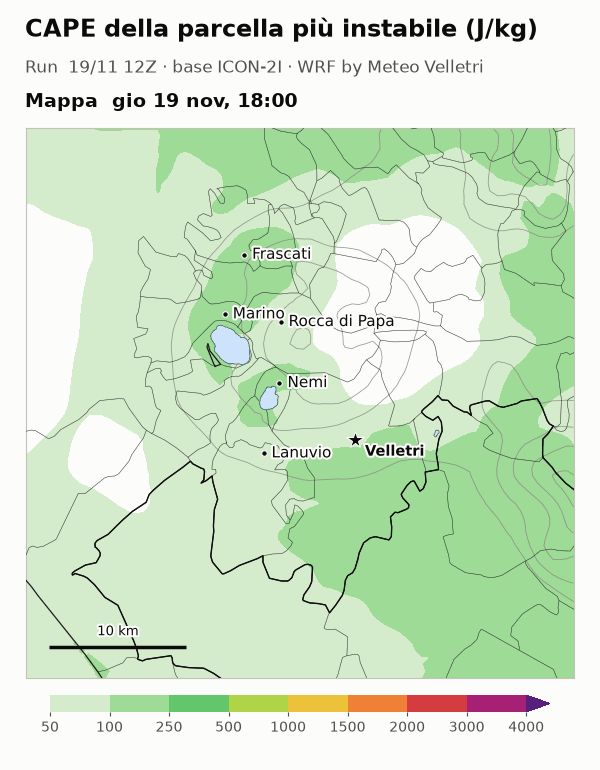 CAPE della parcella più instabile (J/kg)
Run  19/11 12Z · base ICON-2I · WRF by Meteo Velletri
Mappa  gio 19 nov, 18:00
Frascati
Marino
Rocca di Papa
Nemi
Velletri
Lanuvio
10 km
50 100 250 500 1000 1500 2000 3000 4000